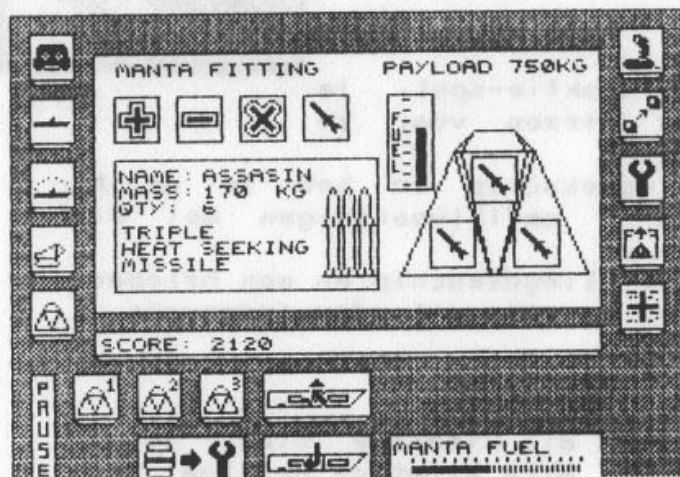 MANTA FITTING
PAYLOAD 750KG
FUEL
NAME: ASSASIN
MASS: 170 KG
QTY: 5
TRIPLE
HEAT SEEKING
MISSILE
SCORE: 2120
1
2
3
PAUSE
MANTA FUEL